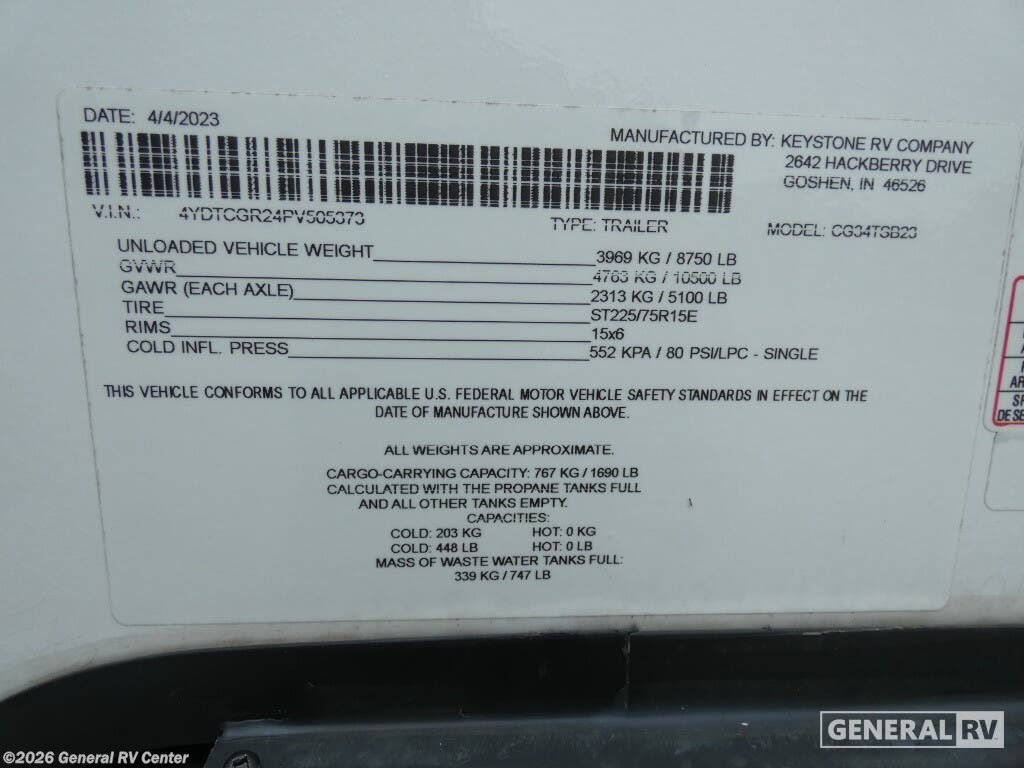 DATE: 4/4/2023
MANUFACTURED BY: KEYSTONE RV COMPANY
2642 HACKBERRY DRIVE
GOSHEN, IN 46526
V.I.N.: 4YDTCGR24PV505373
TYPE: TRAILER
MODEL: CG34TSB23
UNLOADED VEHICLE WEIGHT 3969 KG / 8750 LB
GVWR 4763 KG / 10500 LB
GAWR (EACH AXLE) 2313 KG / 5100 LB
TIRE ST225/75R15E
RIMS 15x6
COLD INFL. PRESS 552 KPA / 80 PSI/LPC - SINGLE
THIS VEHICLE CONFORMS TO ALL APPLICABLE U.S. FEDERAL MOTOR VEHICLE SAFETY STANDARDS IN EFFECT ON THE
DATE OF MANUFACTURE SHOWN ABOVE.
ALL WEIGHTS ARE APPROXIMATE.
CARGO-CARRYING CAPACITY: 767 KG / 1690 LB
CALCULATED WITH THE PROPANE TANKS FULL
AND ALL OTHER TANKS EMPTY.
CAPACITIES:
COLD: 203 KG HOT: 0 KG
COLD: 448 LB HOT: 0 LB
MASS OF WASTE WATER TANKS FULL:
339 KG / 747 LB
GENERAL RV
©2026 General RV Center